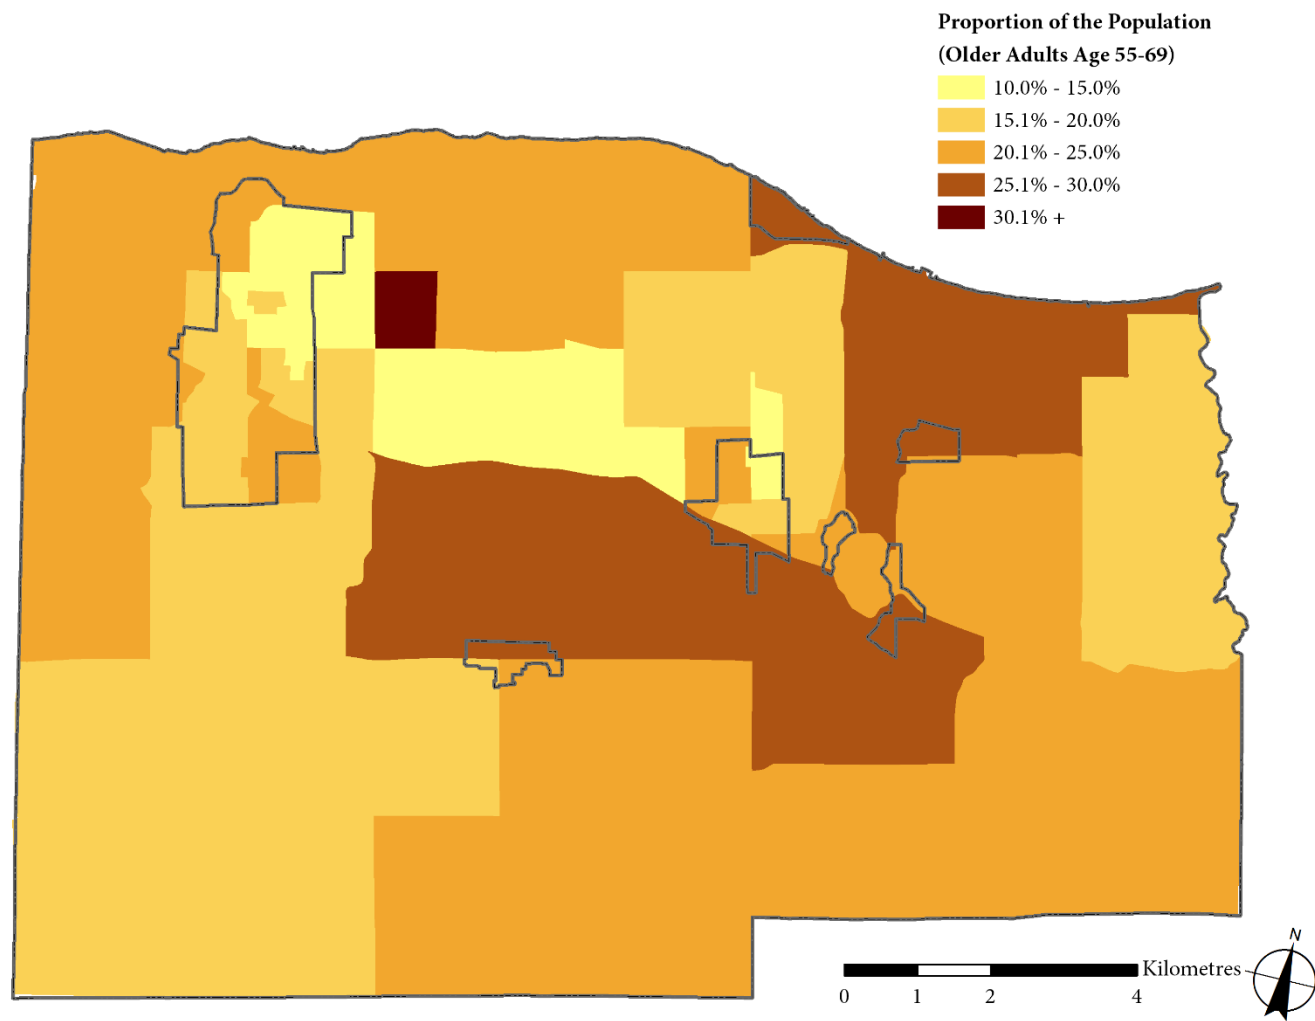 Proportion of the Population
(Older Adults Age 55-69)
10.0% - 15.0%
15.1% - 20.0%
20.1% - 25.0%
25.1% - 30.0%
30.1% +
N
Kilometres
0 1 2 4